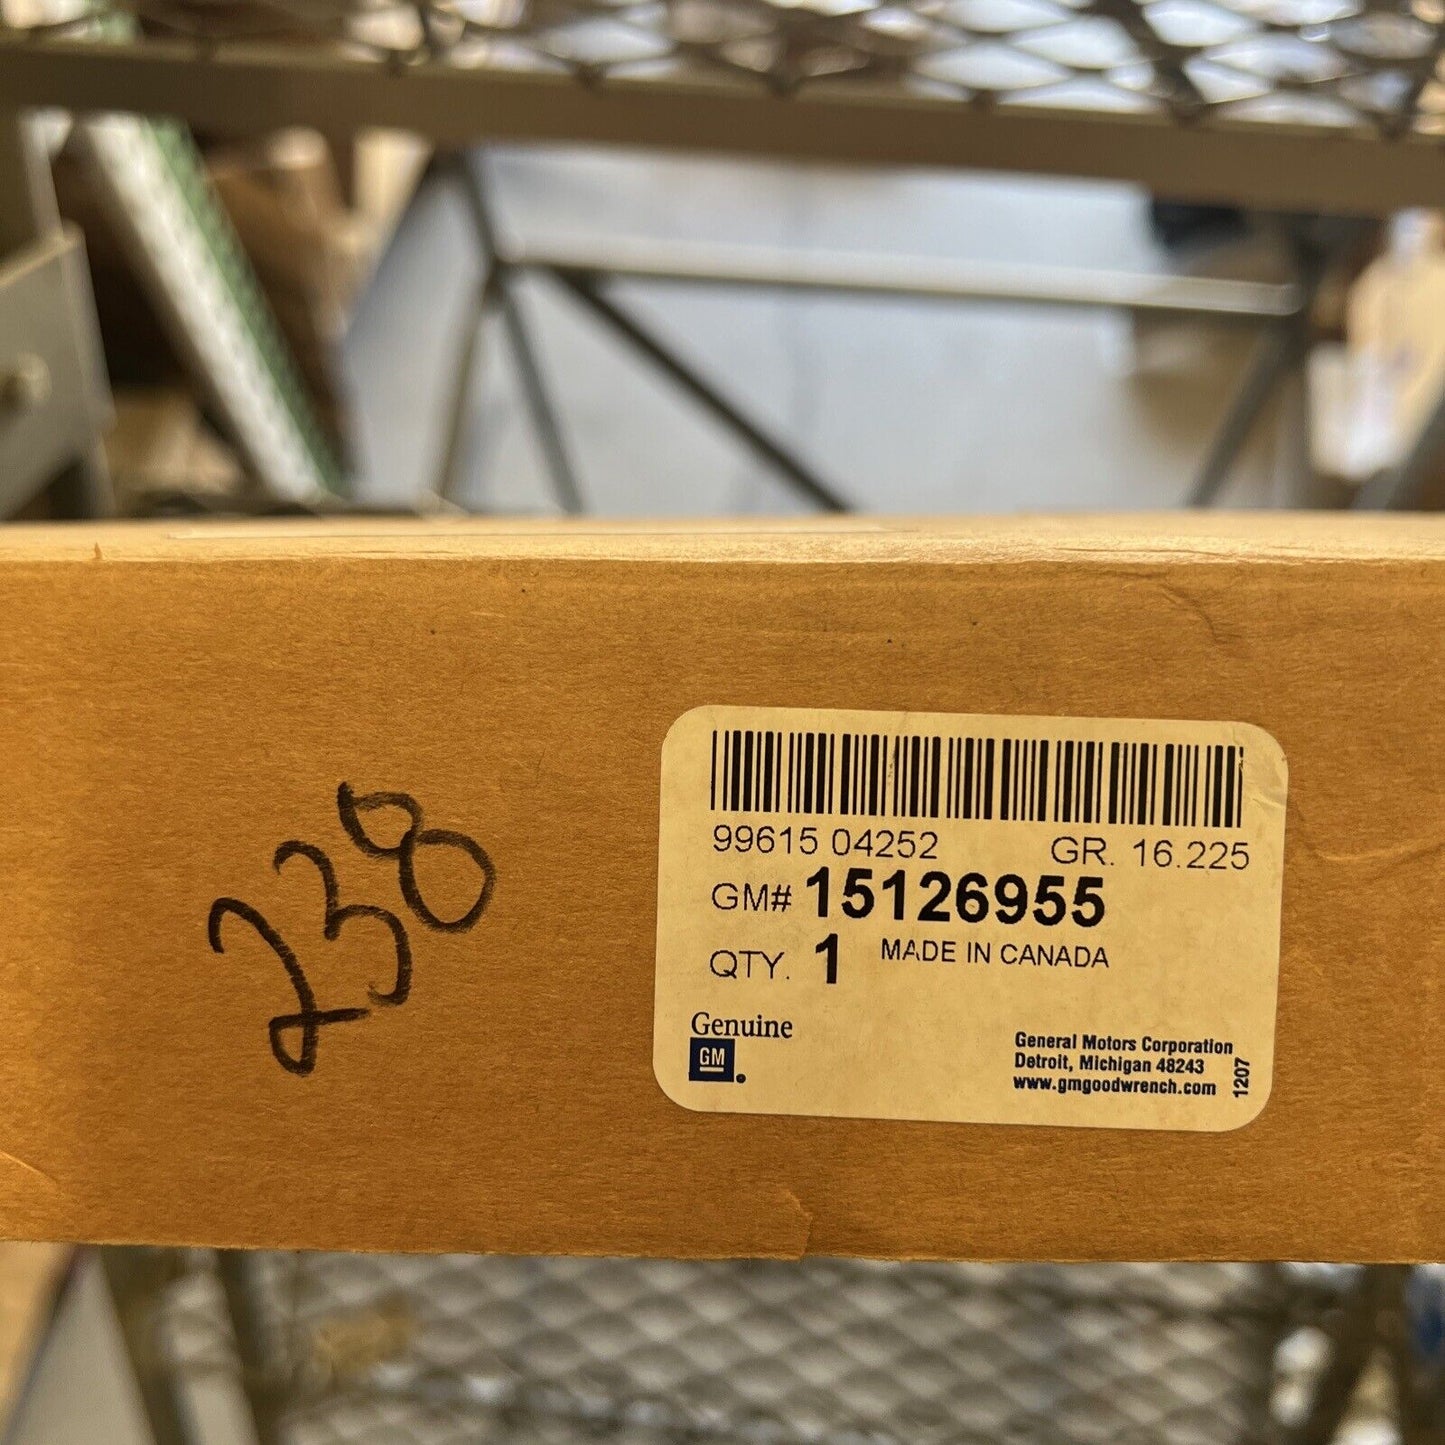 238
99615 04252 GR. 16.225
GM# 15126955
QTY. 1 MADE IN CANADA
Genuine
GM
General Motors Corporation
Detroit, Michigan 48243
www.gmgoodwrench.com
1207